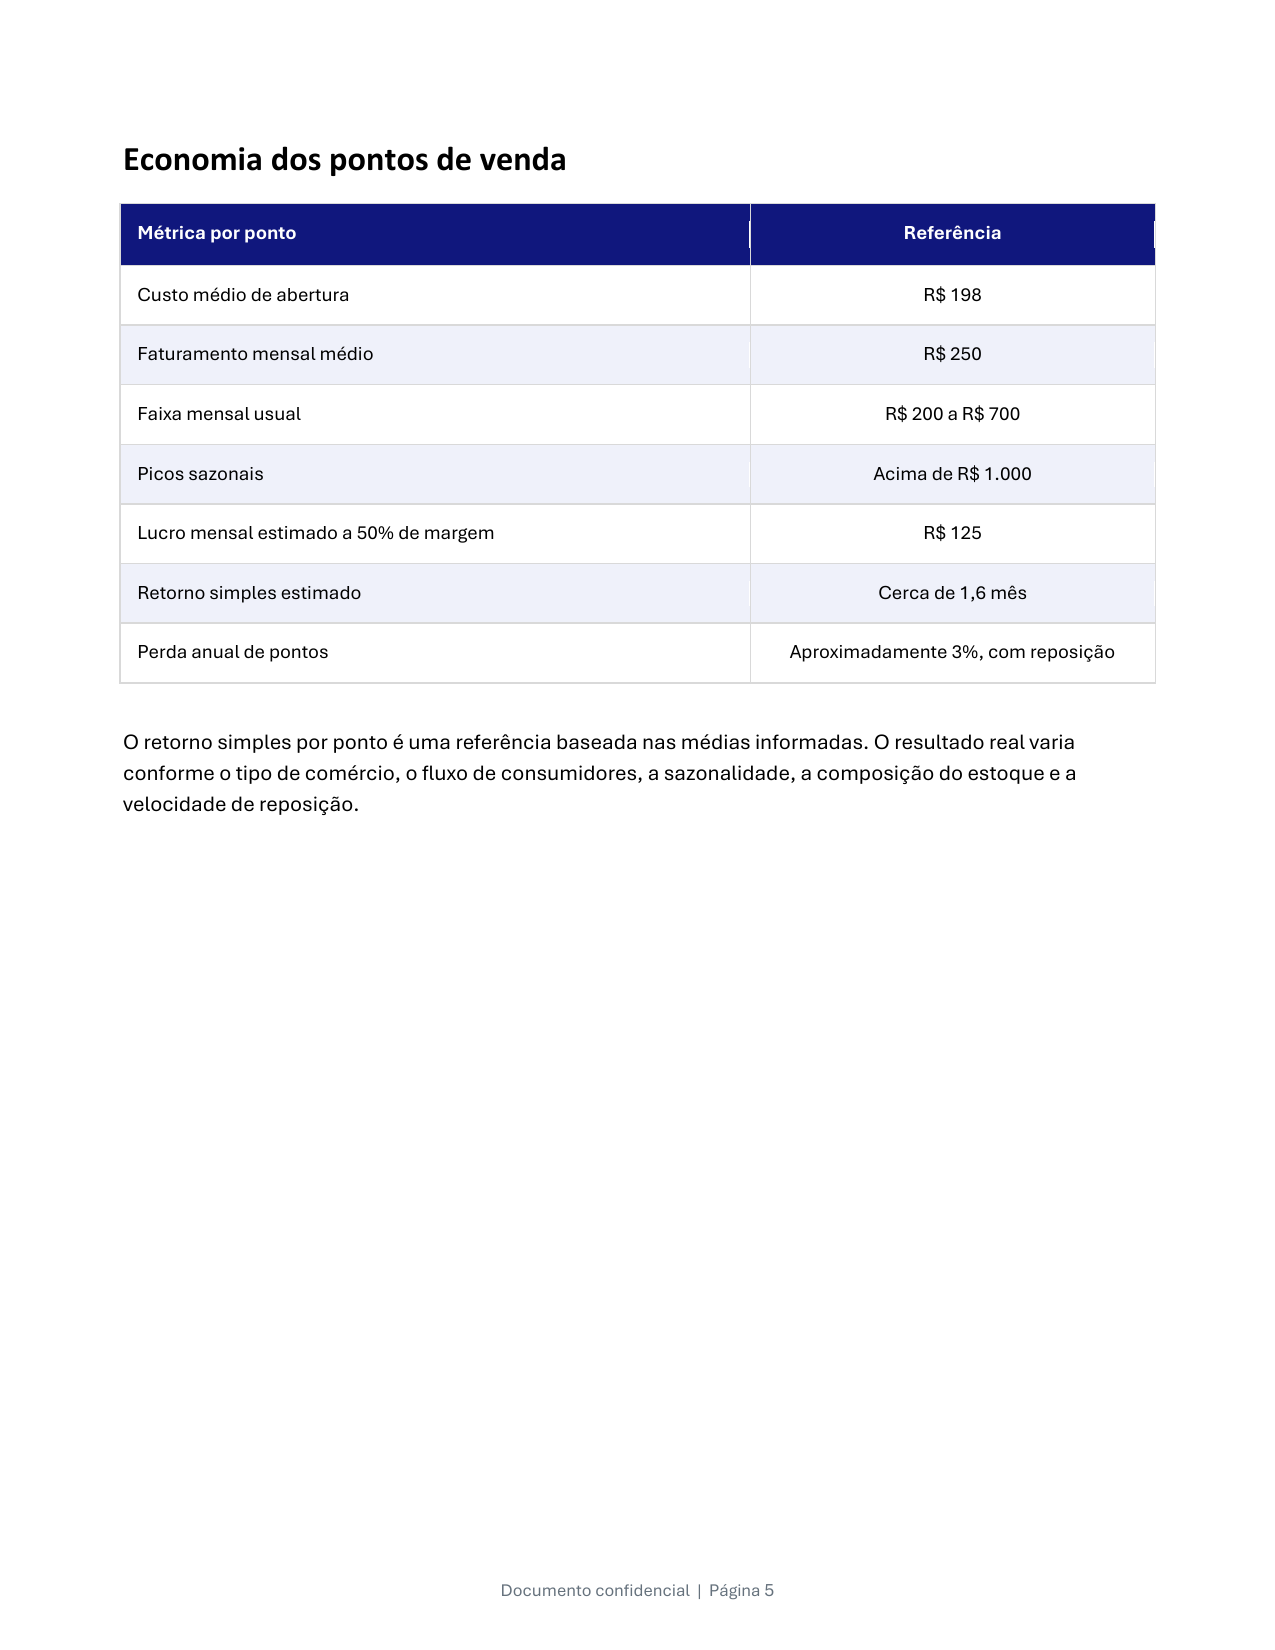 Economia dos pontos de venda
Métrica por ponto Referência
Custo médio de abertura R$ 198
Faturamento mensal médio R$ 250
Faixa mensal usual R$ 200 a R$ 700
Picos sazonais Acima de R$ 1.000
Lucro mensal estimado a 50% de margem R$ 125
Retorno simples estimado Cerca de 1,6 mês
Perda anual de pontos Aproximadamente 3%, com reposição
O retorno simples por ponto é uma referência baseada nas médias informadas. O resultado real varia
conforme o tipo de comércio, o fluxo de consumidores, a sazonalidade, a composição do estoque e a
velocidade de reposição.
Documento confidencial | Página 5